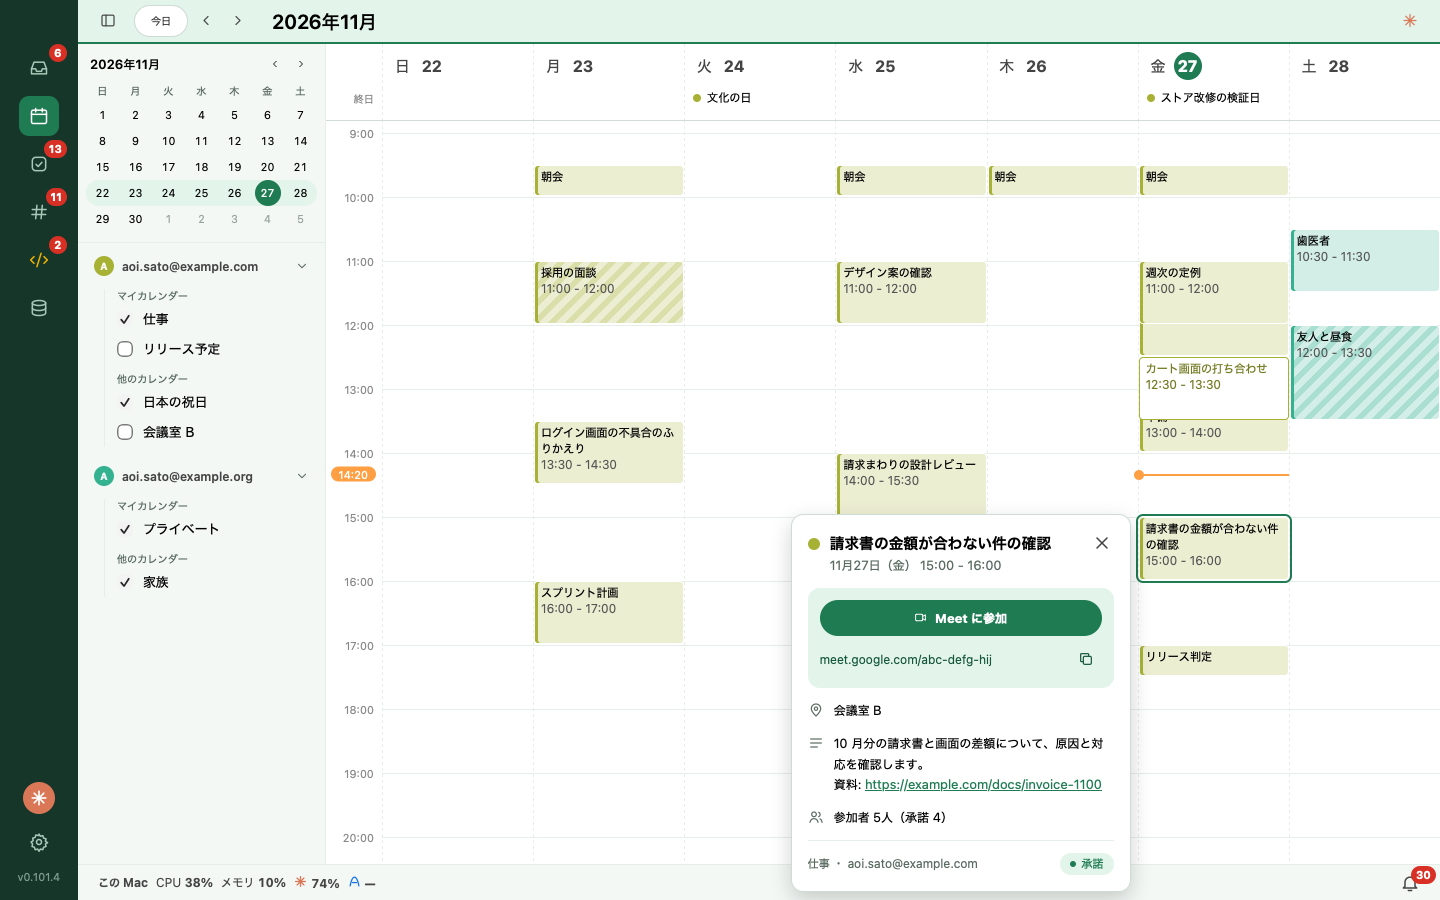 今日
2026年11月
6
13
11
2
v0.101.4
2026年11月
日 月 火 水 木 金 土
1 2 3 4 5 6 7
8 9 10 11 12 13 14
15 16 17 18 19 20 21
22 23 24 25 26 27 28
29 30 1 2 3 4 5
A aoi.sato@example.com
マイカレンダー
仕事
リリース予定
他のカレンダー
日本の祝日
会議室 B
A aoi.sato@example.org
マイカレンダー
プライベート
他のカレンダー
家族
日 22 月 23 火 24 水 25 木 26 金 27 土 28
終日
文化の日
ストア改修の検証日
9:00
10:00
11:00
12:00
13:00
14:00
14:20
15:00
16:00
17:00
18:00
19:00
20:00
朝会
採用の面談
11:00 - 12:00
ログイン画面の不具合のふ
りかえり
13:30 - 14:30
スプリント計画
16:00 - 17:00
朝会
デザイン案の確認
11:00 - 12:00
請求まわりの設計レビュー
14:00 - 15:30
朝会
朝会
週次の定例
11:00 - 12:00
カート画面の打ち合わせ
12:30 - 13:30
13:00 - 14:00
請求書の金額が合わない件
の確認
15:00 - 16:00
リリース判定
歯医者
10:30 - 11:30
友人と昼食
12:00 - 13:30
請求書の金額が合わない件の確認
11月27日（金） 15:00 - 16:00
Meet に参加
meet.google.com/abc-defg-hij
会議室 B
10 月分の請求書と画面の差額について、原因と対
応を確認します。
資料: https://example.com/docs/invoice-1100
参加者 5人（承諾 4）
仕事 ・ aoi.sato@example.com
承諾
この Mac CPU 38% メモリ 10% 74% —
30